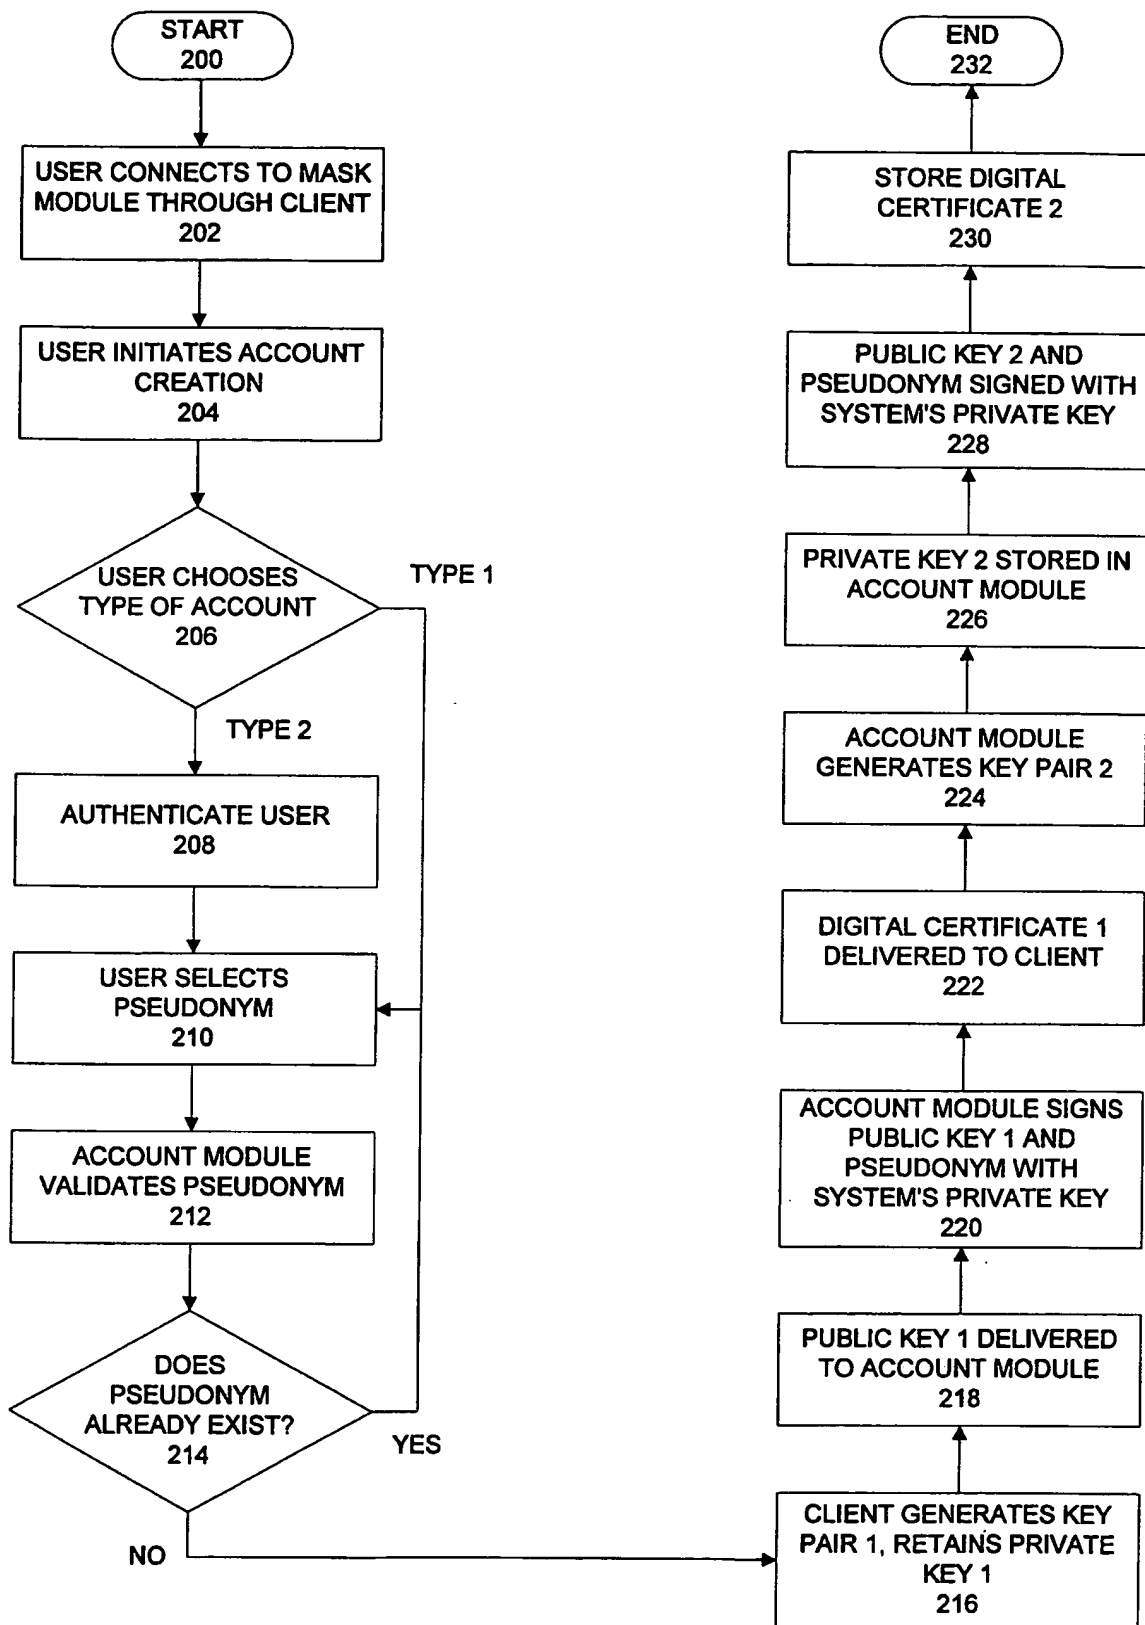 START
200
USER CONNECTS TO MASK
MODULE THROUGH CLIENT
202
USER INITIATES ACCOUNT
CREATION
204
USER CHOOSES
TYPE OF ACCOUNT
206
TYPE 1
TYPE 2
AUTHENTICATE USER
208
USER SELECTS
PSEUDONYM
210
ACCOUNT MODULE
VALIDATES PSEUDONYM
212
DOES
PSEUDONYM
ALREADY EXIST?
214
YES
NO
CLIENT GENERATES KEY
PAIR 1, RETAINS PRIVATE
KEY 1
216
PUBLIC KEY 1 DELIVERED
TO ACCOUNT MODULE
218
ACCOUNT MODULE SIGNS
PUBLIC KEY 1 AND
PSEUDONYM WITH
SYSTEM'S PRIVATE KEY
220
DIGITAL CERTIFICATE 1
DELIVERED TO CLIENT
222
ACCOUNT MODULE
GENERATES KEY PAIR 2
224
PRIVATE KEY 2 STORED IN
ACCOUNT MODULE
226
PUBLIC KEY 2 AND
PSEUDONYM SIGNED WITH
SYSTEM'S PRIVATE KEY
228
STORE DIGITAL
CERTIFICATE 2
230
END
232